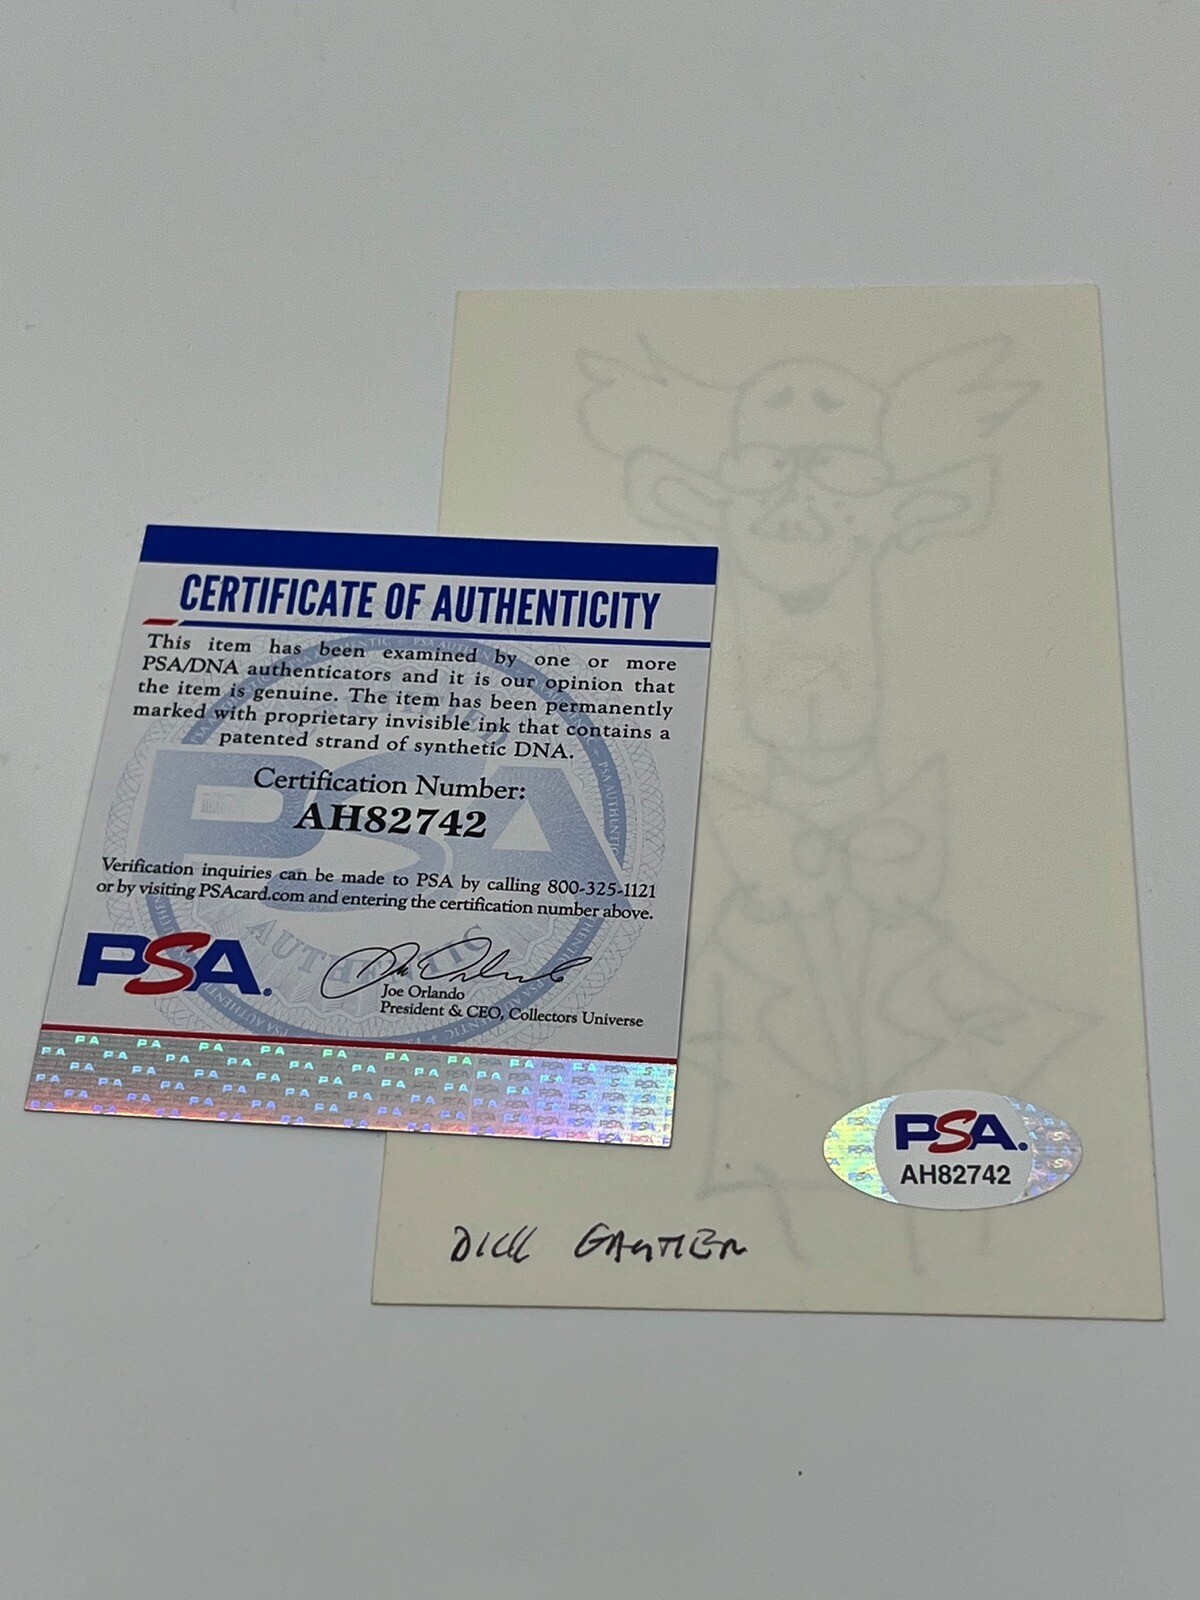 CERTIFICATE OF AUTHENTICITY
This item has been examined by one or more
PSA/DNA authenticators and it is our opinion that
the item is genuine. The item has been permanently
marked with proprietary invisible ink that contains a
patented strand of synthetic DNA.
Certification Number:
AH82742
Verification inquiries can be made to PSA by calling 800-325-1121
or by visiting PSAcard.com and entering the certification number above.
PSA.
Joe Orlando
President & CEO, Collectors Universe
PSA.
AH82742
DICK GAUTIER